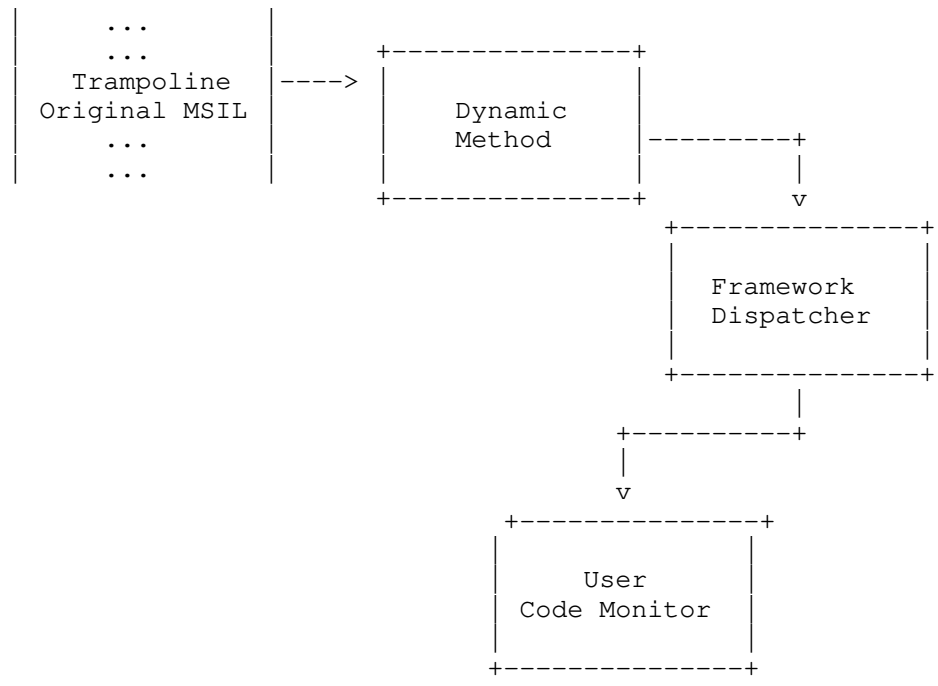 ...
...
Trampoline
Original MSIL
...
...
Dynamic
Method
Framework
Dispatcher
User
Code Monitor